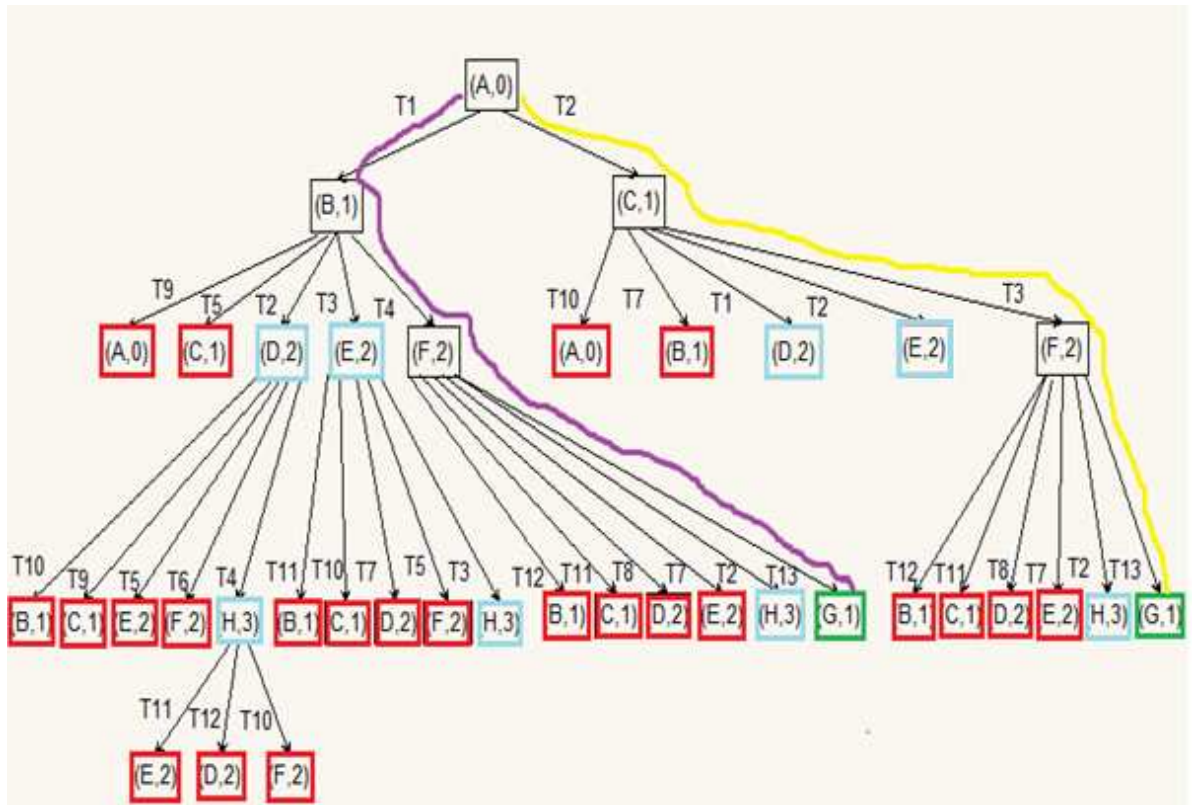 (A,0)
T1 T2
(B,1) (C,1)
T9 T5 T2 T3 T4 T10 T7 T1 T2 T3
(A,0) (C,1) (D,2) (E,2) (F,2) (A,0) (B,1) (D,2) (E,2) (F,2)
T10 T9 T5 T6 T4 T11 T10 T7 T5 T3 T12 T11 T8 T7 T2 T13 T12 T11 T8 T7 T2 T13
(B,1) (C,1) (E,2) (F,2) H,3) (B,1) C,1) D,2) (F,2) H,3) B,1) C,1) D,2) (E,2) (H,3) (G,1) B,1) C,1) D,2) (E,2) H,3) (G,1)
T11 T12 T10
(E,2) (D,2) (F,2)